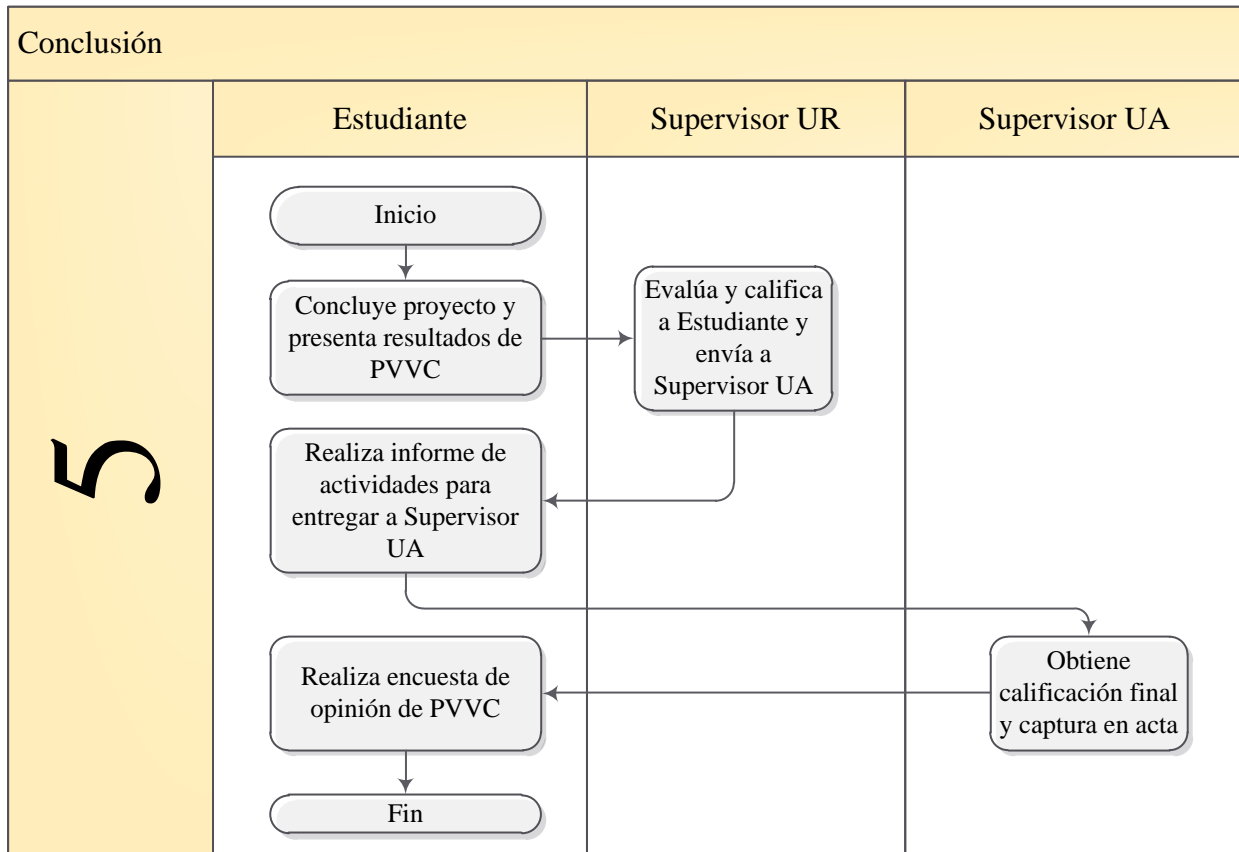 Conclusión
5
Estudiante
Supervisor UR
Supervisor UA
Inicio
Concluye proyecto y
presenta resultados de
PVVC
Evalúa y califica
a Estudiante y
envía a
Supervisor UA
Realiza informe de
actividades para
entregar a Supervisor
UA
Obtiene
calificación final
y captura en acta
Realiza encuesta de
opinión de PVVC
Fin